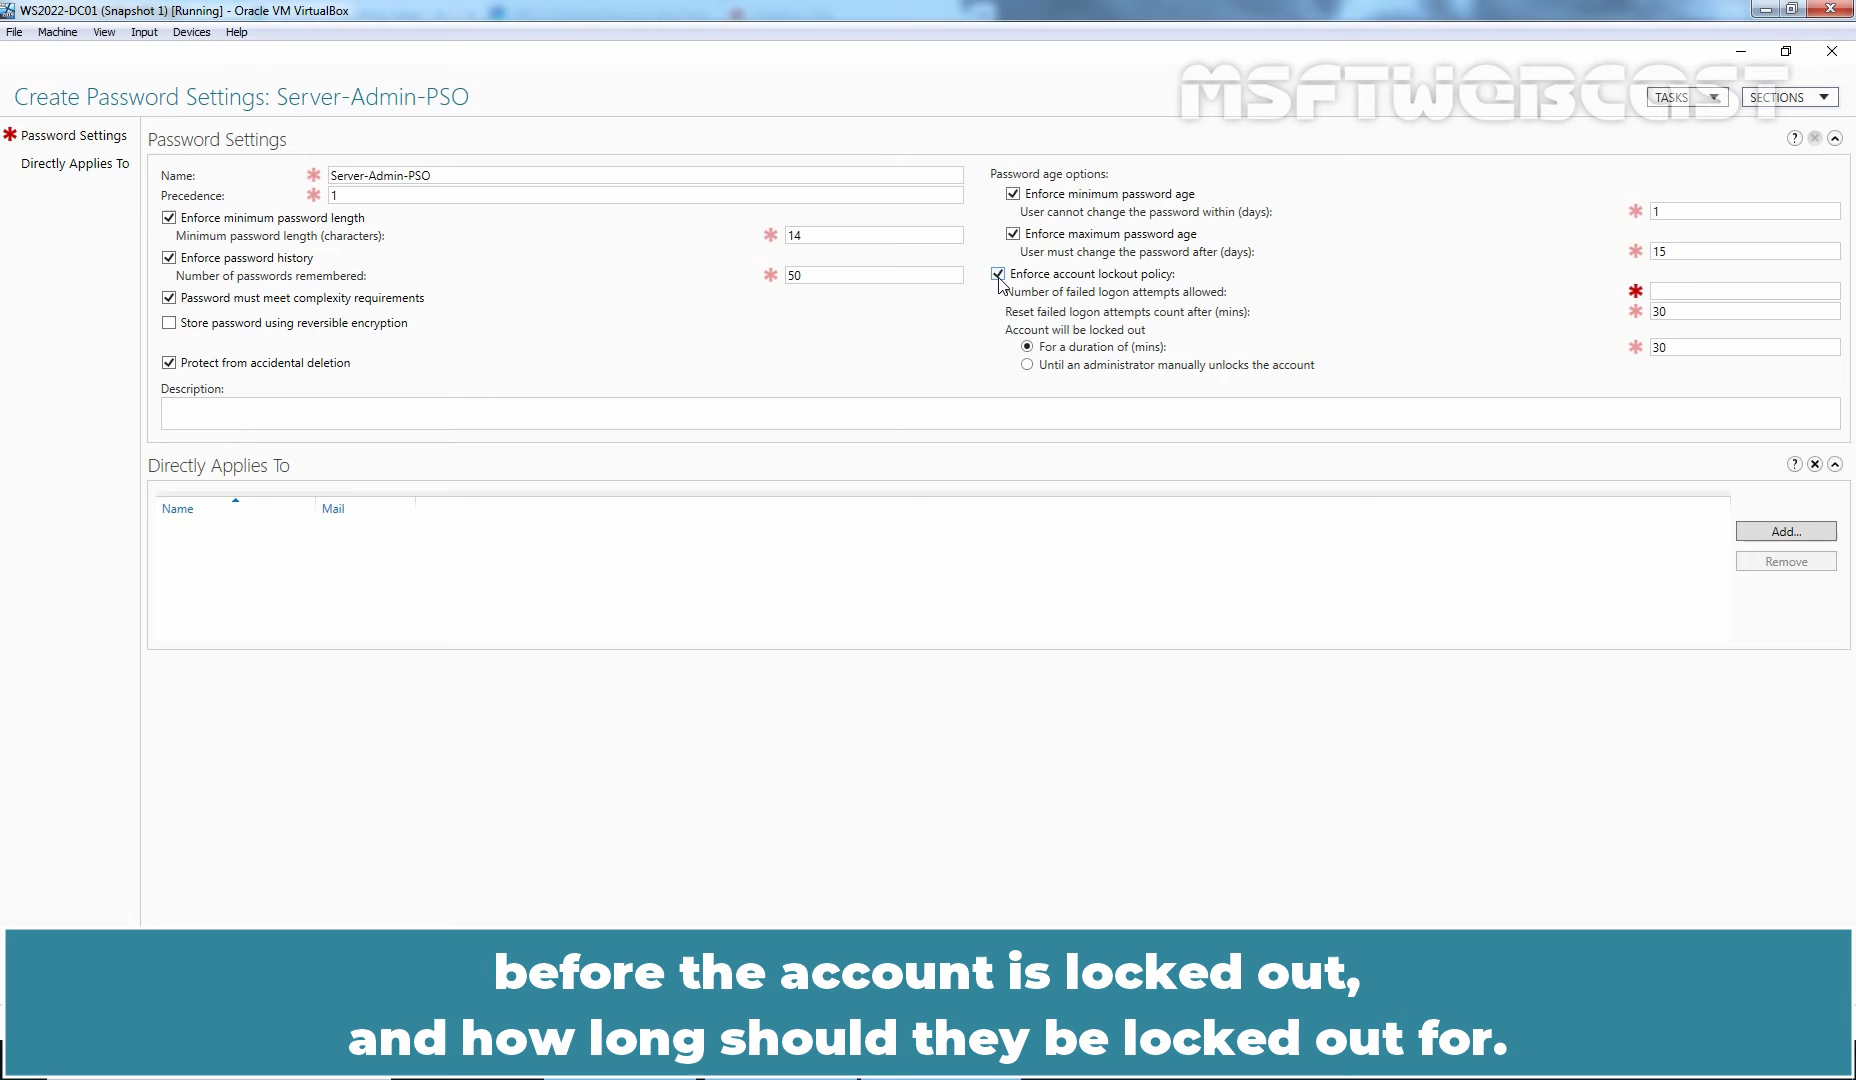 WS2022-DC01 (Snapshot 1) [Running] - Oracle VM VirtualBox
File Machine View Input Devices Help
MSFTWEBCAST
Create Password Settings: Server-Admin-PSO
TASKS SECTIONS
Password Settings
Directly Applies To
Password Settings
Name: Server-Admin-PSO
Precedence: 1
Enforce minimum password length
Minimum password length (characters): 14
Enforce password history
Number of passwords remembered: 50
Password must meet complexity requirements
Store password using reversible encryption
Protect from accidental deletion
Password age options:
Enforce minimum password age
User cannot change the password within (days): 1
Enforce maximum password age
User must change the password after (days): 15
Enforce account lockout policy:
Number of failed logon attempts allowed:
Reset failed logon attempts count after (mins): 30
Account will be locked out
For a duration of (mins): 30
Until an administrator manually unlocks the account
Description:
Directly Applies To
Name Mail
Add...
Remove
before the account is locked out,
and how long should they be locked out for.